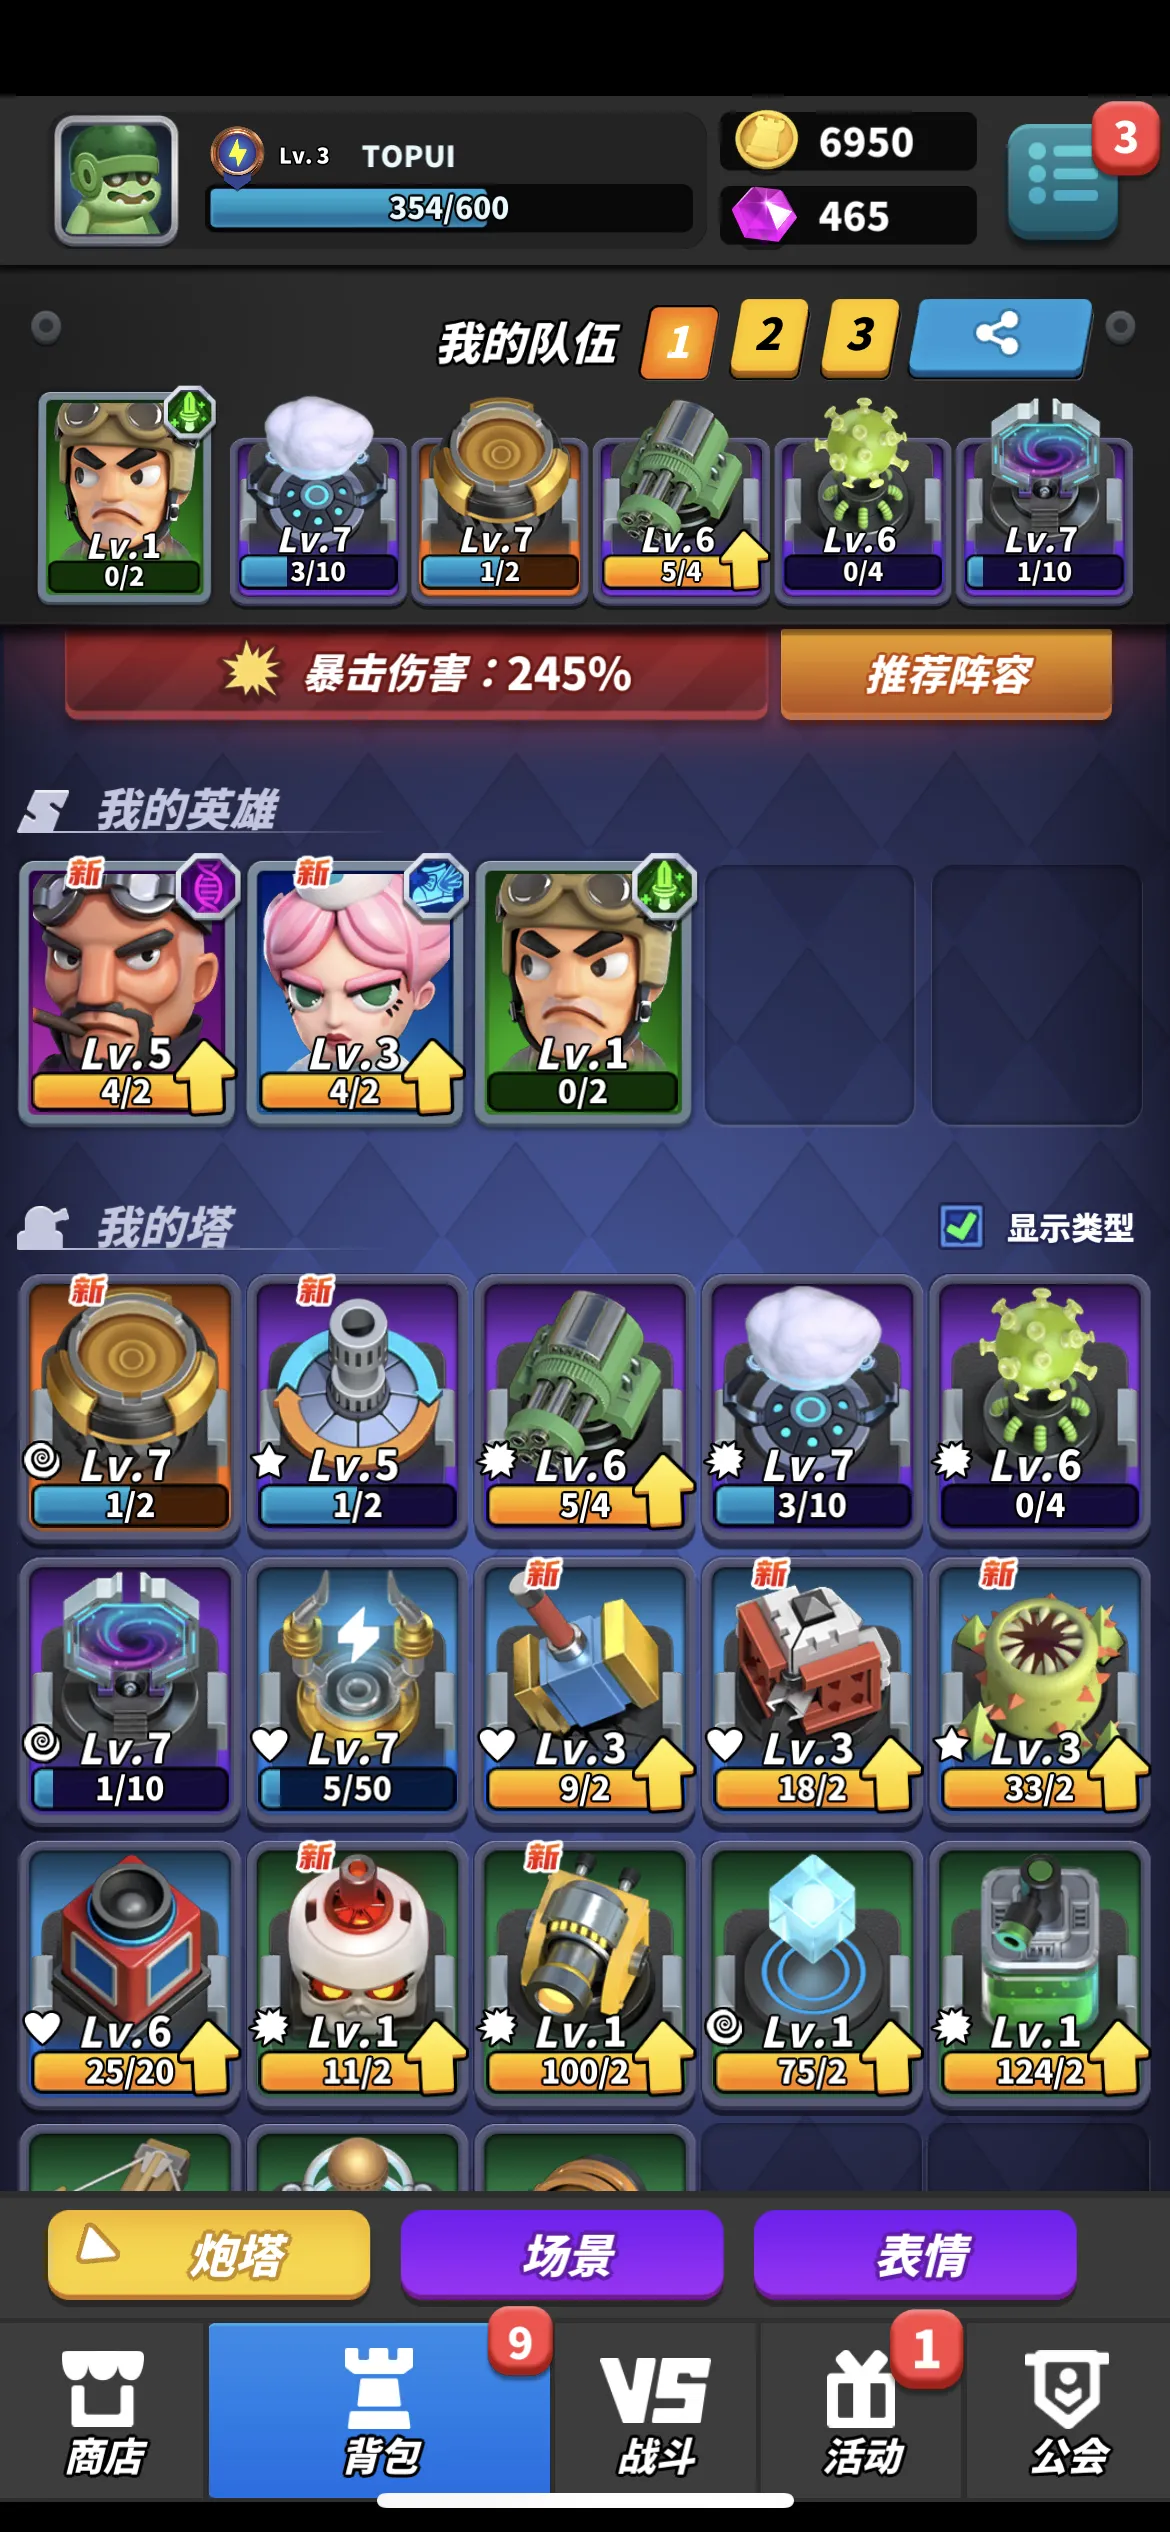 3
Lv.3 TOPUI
6950
354/600
465
我的队伍 1 2 3
Lv.1 Lv.7 Lv.7 Lv.6 Lv.6 Lv.7
0/2 3/10 1/2 5/4 0/4 1/10
暴击伤害：245% 推荐阵容
我的英雄
新 新
Lv.5 Lv.3 Lv.1
4/2 4/2 0/2
我的塔 显示类型
新 新
Lv.7 Lv.5 Lv.6 Lv.7 Lv.6
1/2 1/2 5/4 3/10 0/4
新 新 新
Lv.7 Lv.7 Lv.3 Lv.3 Lv.3
1/10 5/50 9/2 18/2 33/2
新 新
Lv.6 Lv.1 Lv.1 Lv.1 Lv.1
25/20 11/2 100/2 75/2 124/2
炮塔 场景 表情
9 1
VS
商店 背包 战斗 活动 公会